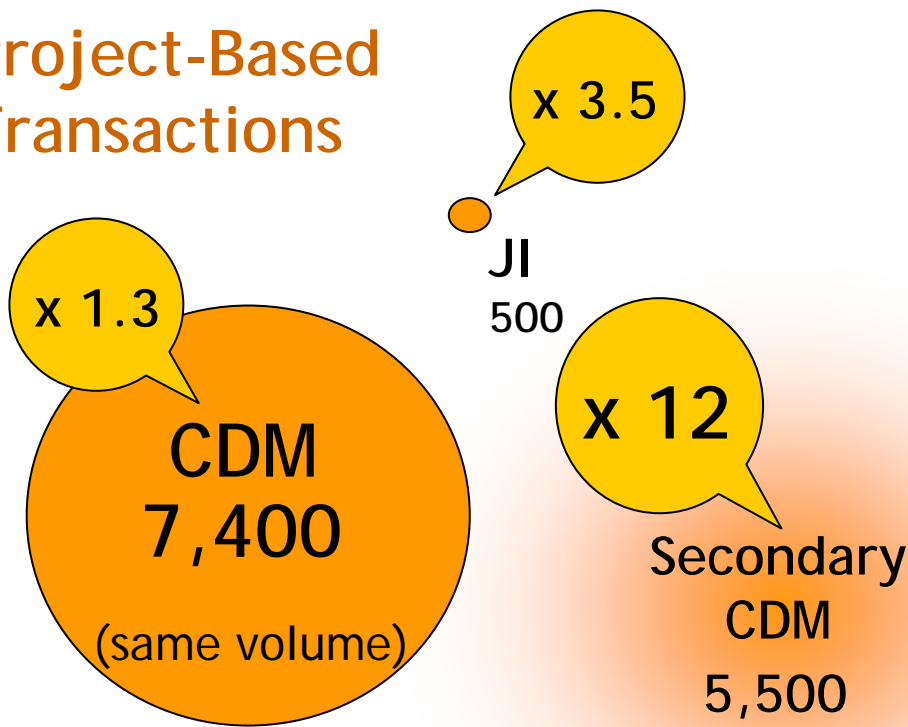 roject-Based
ransactions
x 3.5
JI
500
x 1.3
CDM
7,400
(same volume)
x 12
Secondary
CDM
5,500